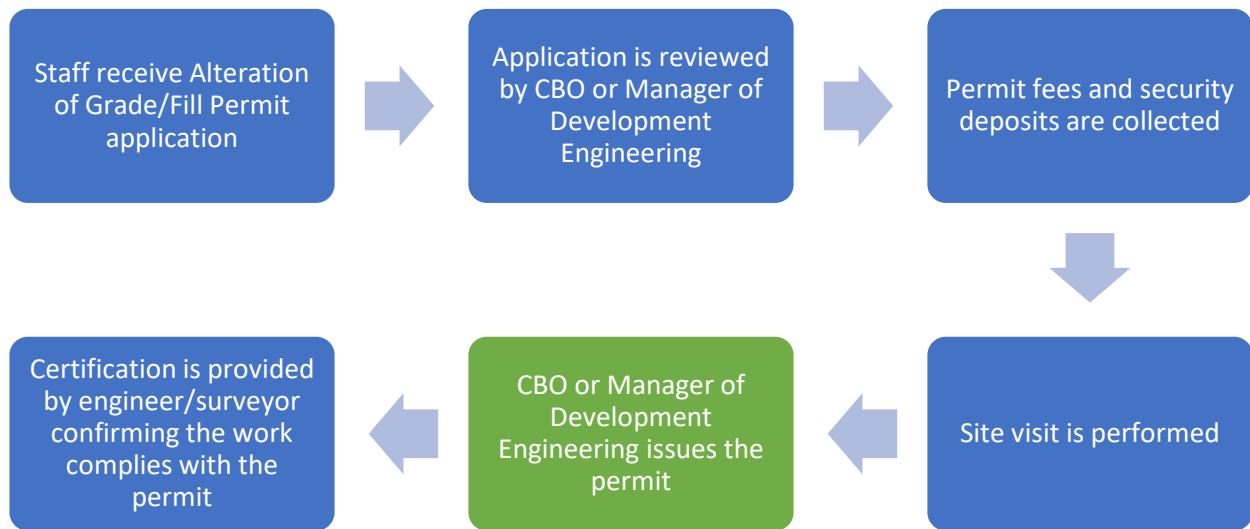 Staff receive Alteration
of Grade/Fill Permit
application
Application is reviewed
by CBO or Manager of
Development
Engineering
Permit fees and security
deposits are collected
Site visit is performed
CBO or Manager of
Development
Engineering issues the
permit
Certification is provided
by engineer/surveyor
confirming the work
complies with the
permit